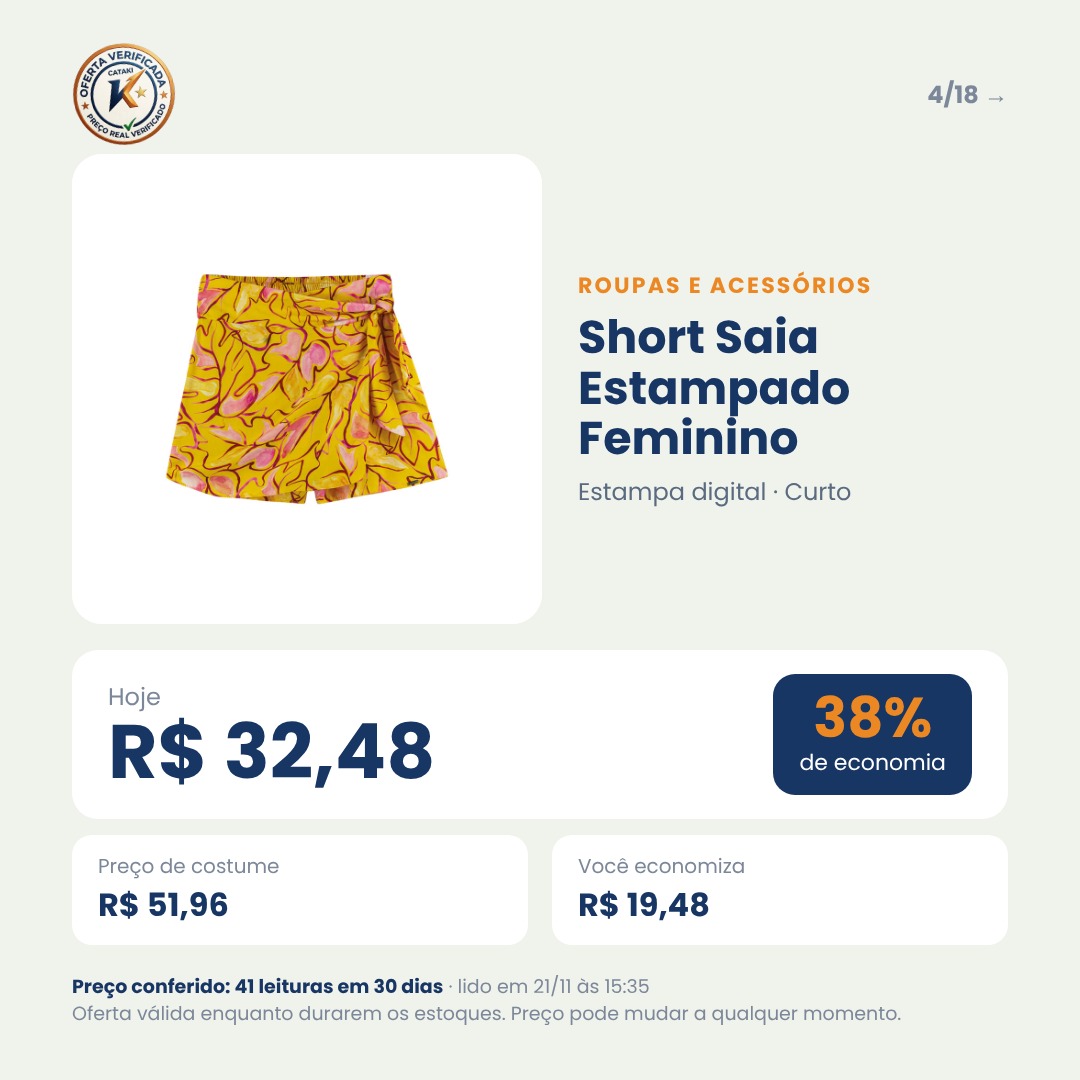 OFERTA VERIFICADA
CATAKI
K
PREÇO REAL VERIFICADO
4/18 →
ROUPAS E ACESSÓRIOS
Short Saia
Estampado
Feminino
Estampa digital · Curto
Hoje
R$ 32,48
38%
de economia
Preço de costume
R$ 51,96
Você economiza
R$ 19,48
Preço conferido: 41 leituras em 30 dias · lido em 21/11 às 15:35
Oferta válida enquanto durarem os estoques. Preço pode mudar a qualquer momento.